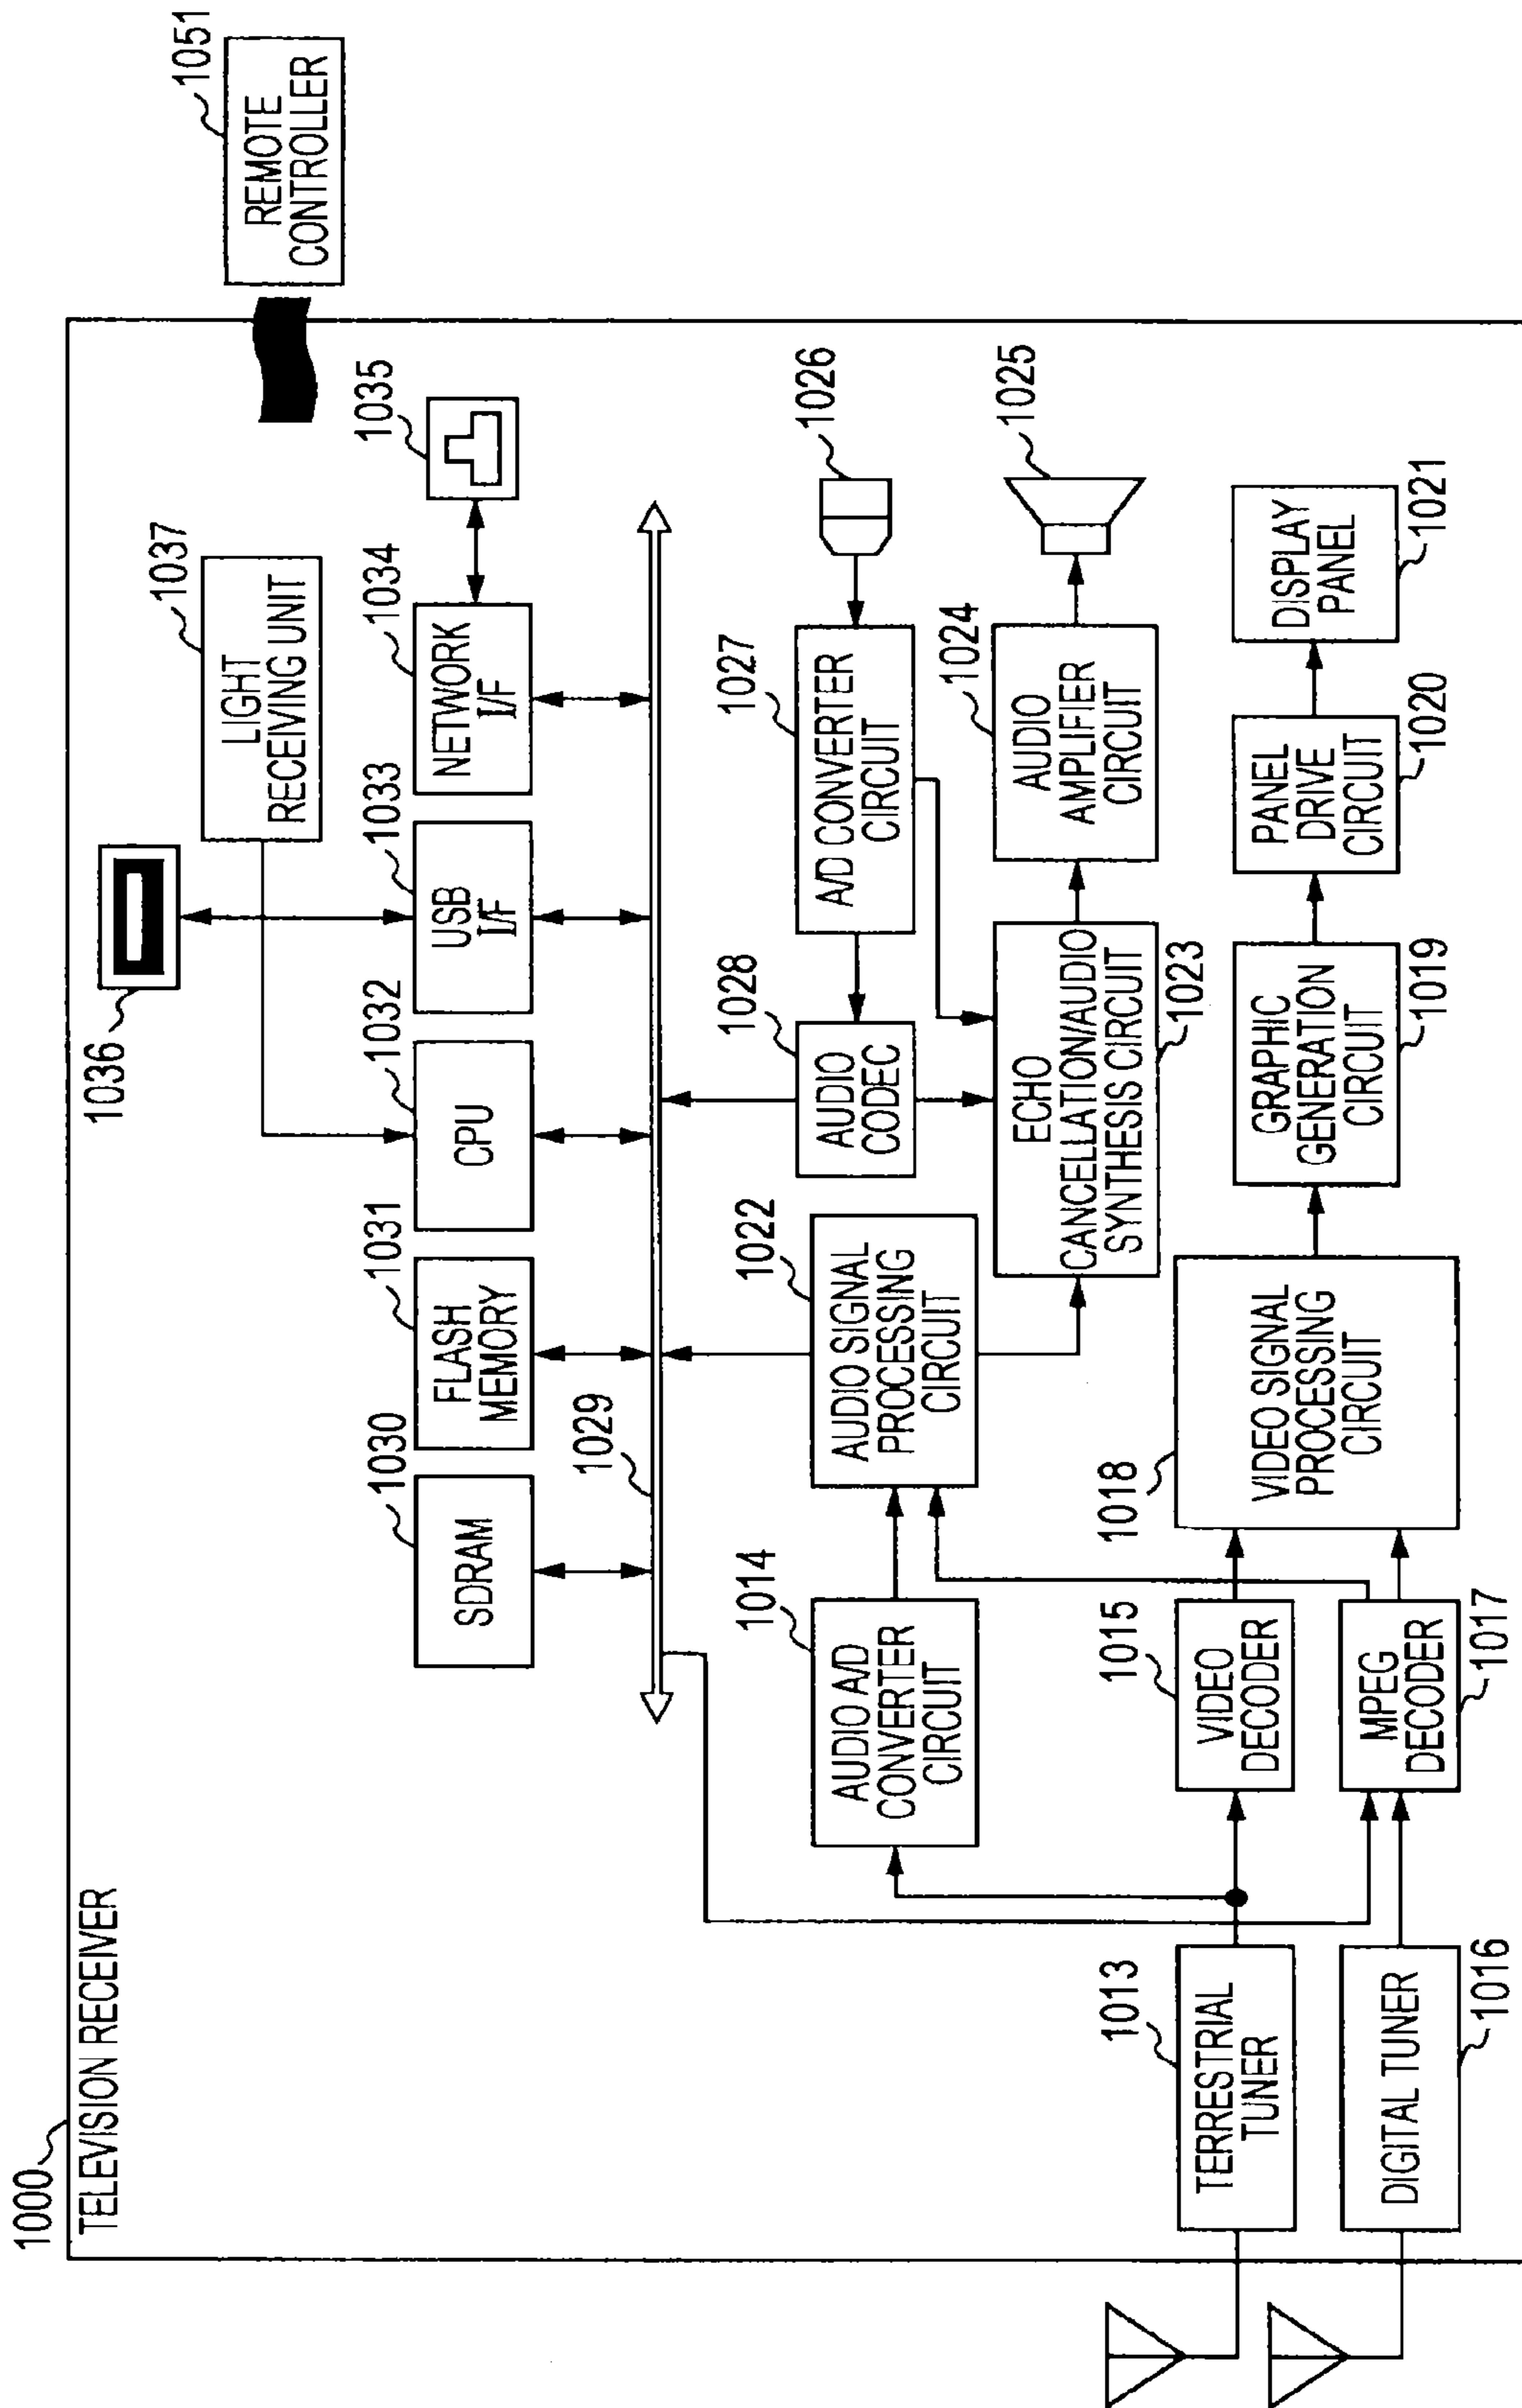 1000
TELEVISION RECEIVER
1051
REMOTE
CONTROLLER
1036
1037
LIGHT
RECEIVING UNIT
1030
SDRAM
1031
FLASH
MEMORY
1032
CPU
1033
USB
I/F
1034
NETWORK
I/F
1035
1029
1014
AUDIO A/D
CONVERTER
CIRCUIT
1022
AUDIO SIGNAL
PROCESSING
CIRCUIT
1028
AUDIO
CODEC
1027
A/D CONVERTER
CIRCUIT
1026
ECHO
CANCELLATION/AUDIO
SYNTHESIS CIRCUIT
1023
1024
AUDIO
AMPLIFIER
CIRCUIT
1025
1013
TERRESTRIAL
TUNER
1015
VIDEO
DECODER
1018
VIDEO SIGNAL
PROCESSING
CIRCUIT
GRAPHIC
GENERATION
CIRCUIT
1019
PANEL
DRIVE
CIRCUIT
1020
DISPLAY
PANEL
1021
DIGITAL TUNER
1016
MPEG
DECODER
1017